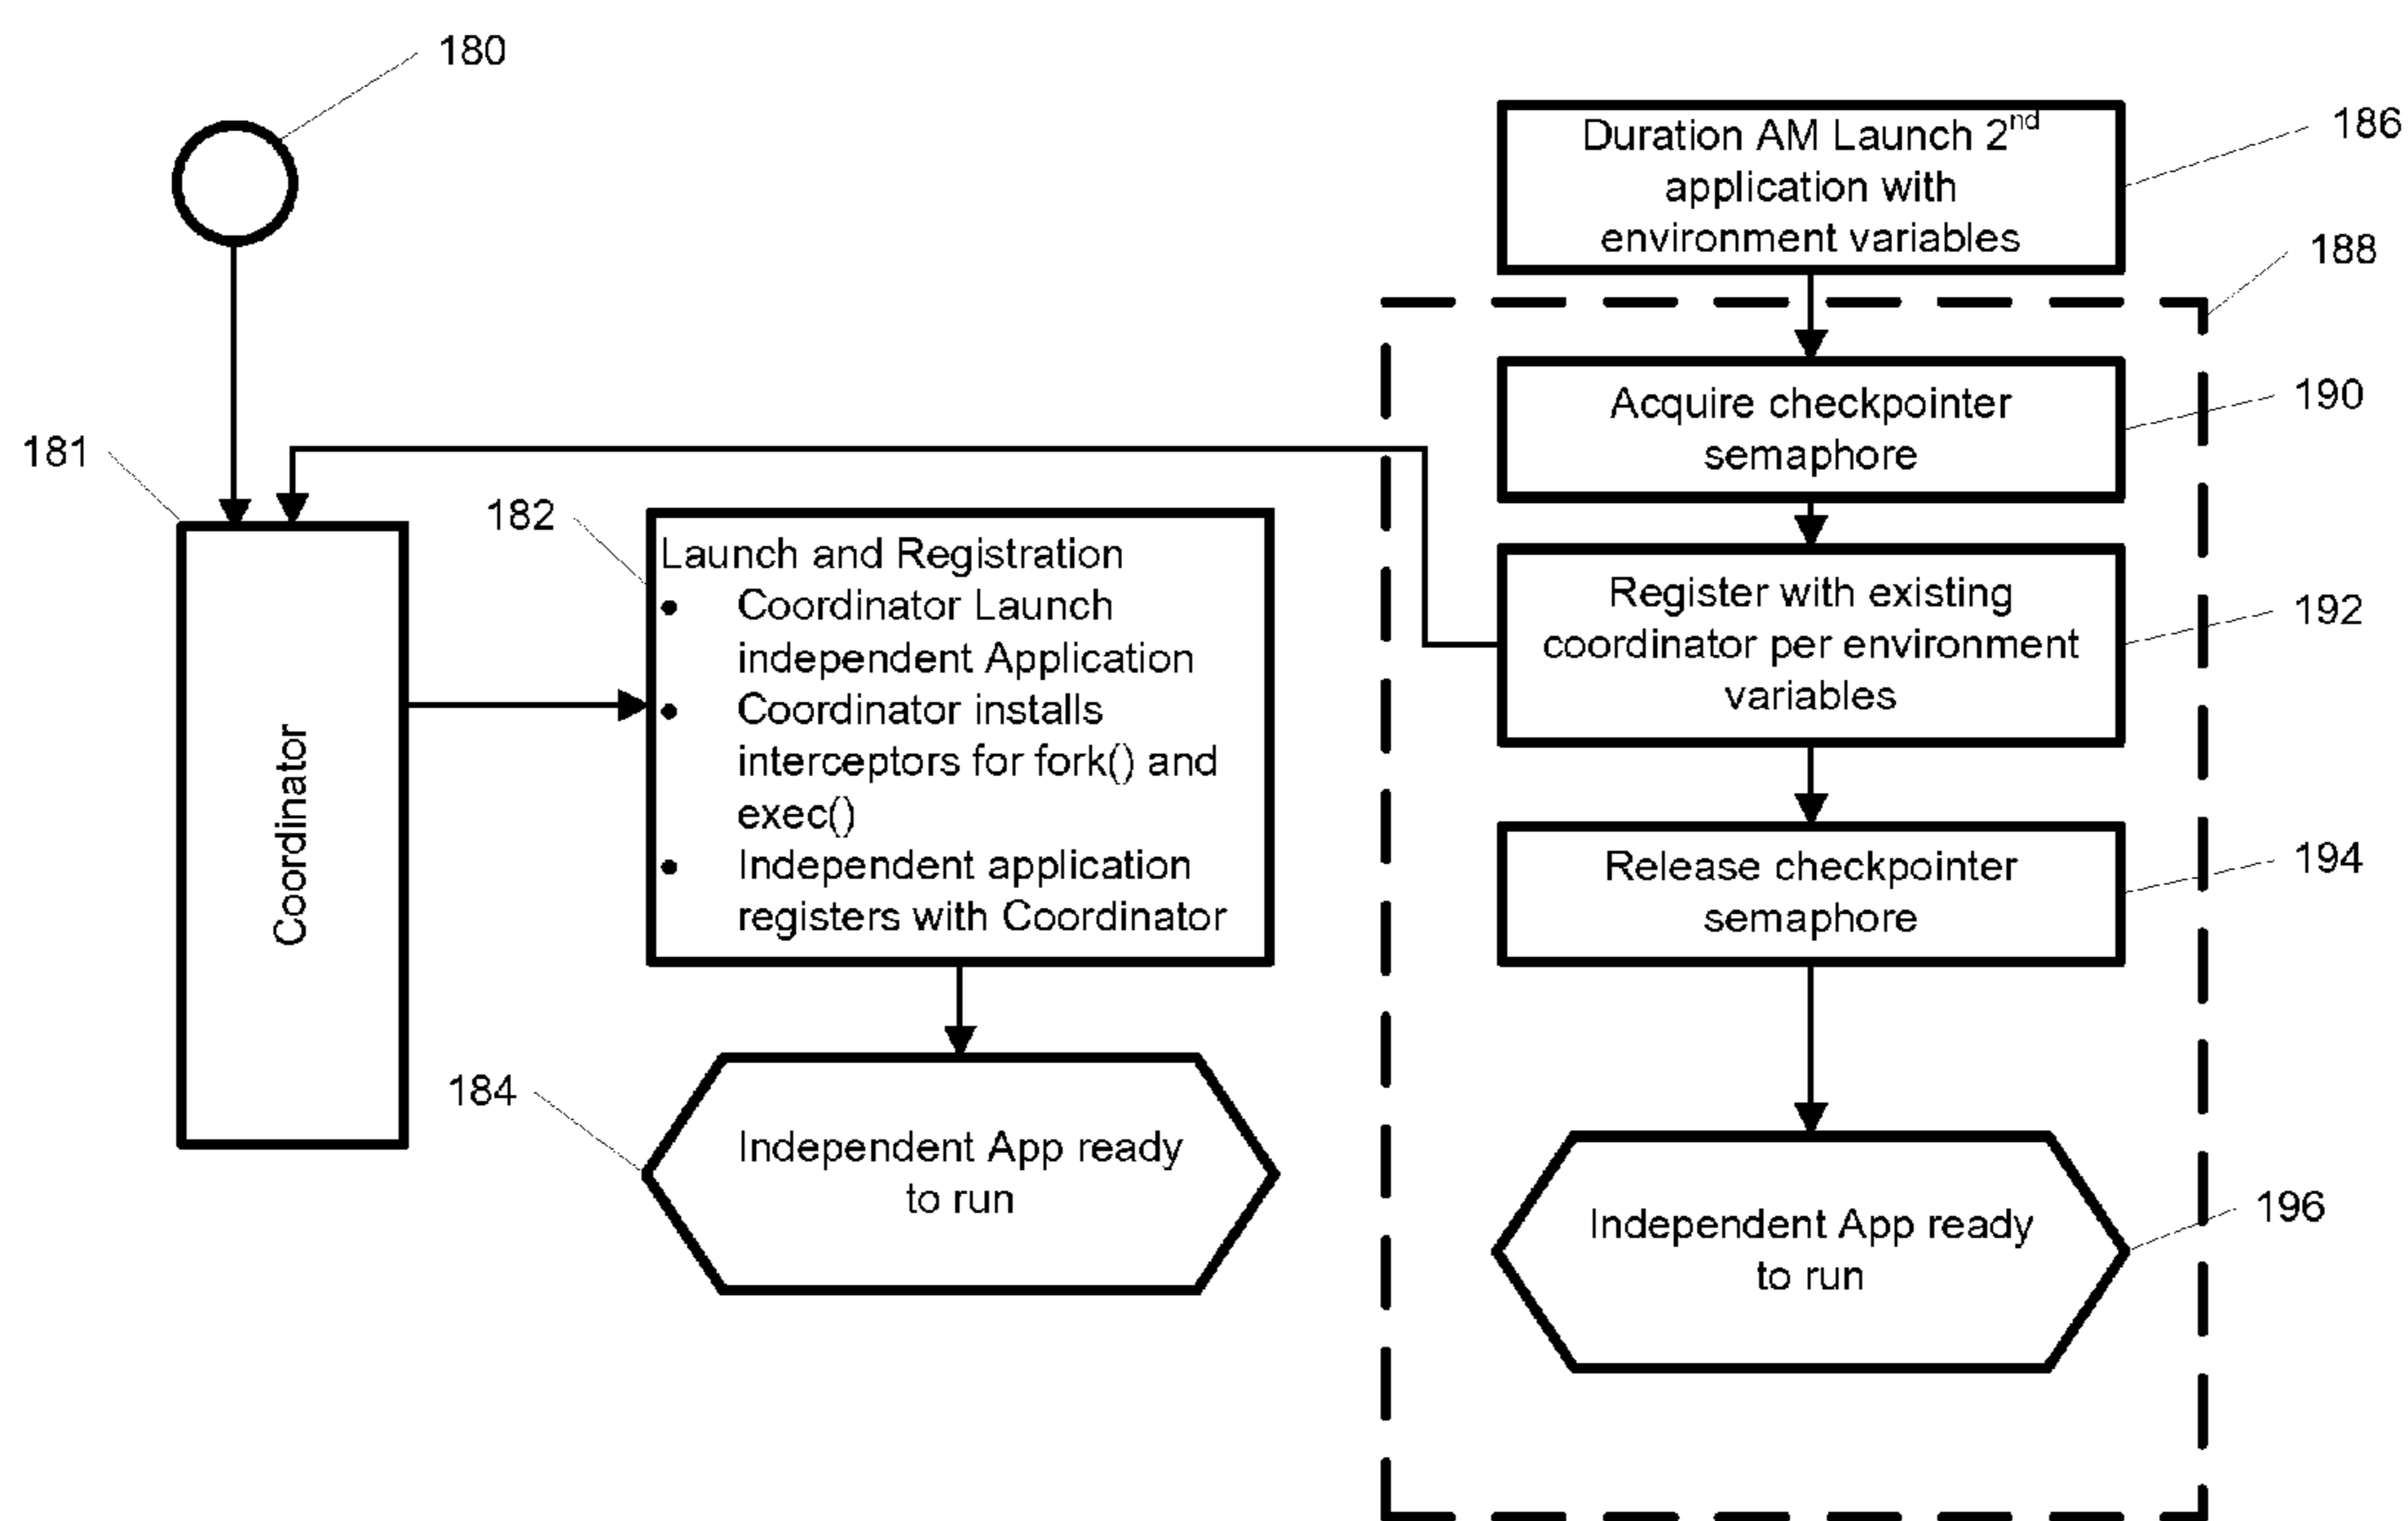 180
Duration AM Launch 2nd
application with
environment variables
186
188
Acquire checkpointer
semaphore
190
181
182
Launch and Registration
• Coordinator Launch
independent Application
• Coordinator installs
interceptors for fork() and
exec()
• Independent application
registers with Coordinator
Register with existing
coordinator per environment
variables
192
Coordinator
Release checkpointer
semaphore
194
184
Independent App ready
to run
Independent App ready
to run
196